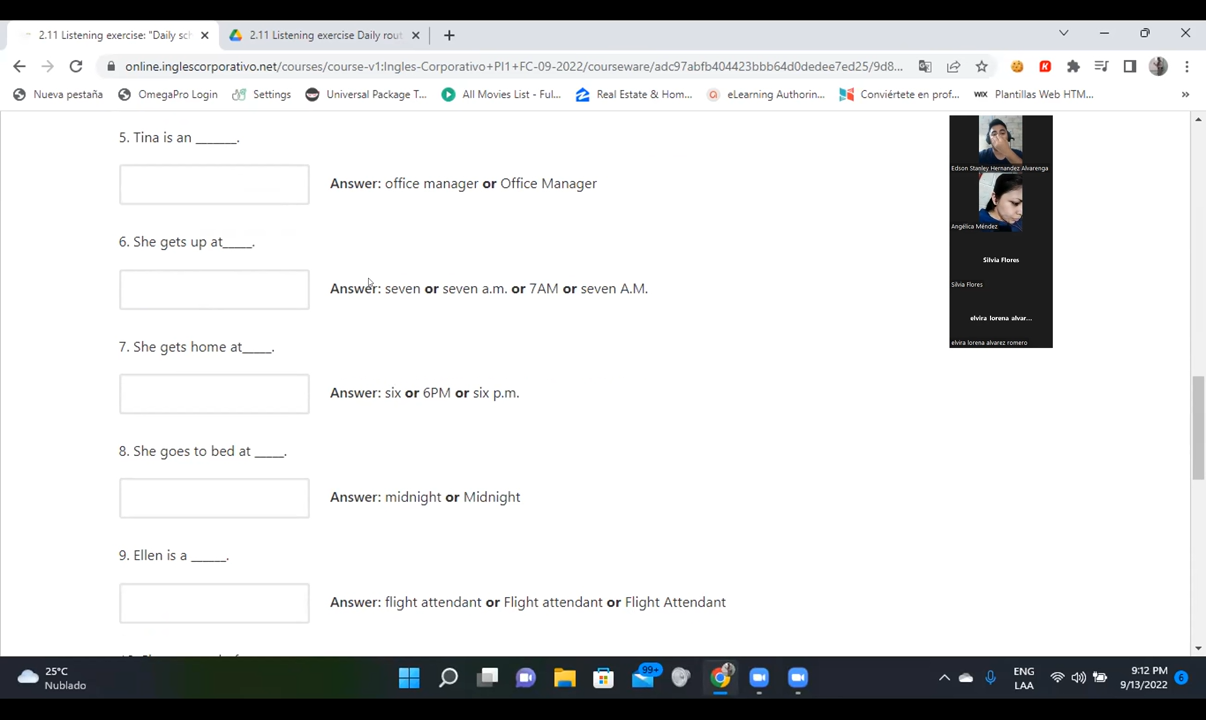 2.11 Listening exercise: "Daily sch
2.11 Listening exercise Daily rout
online.inglescorporativo.net/courses/course-v1:Ingles-Corporativo+PI1+FC-09-2022/courseware/adc97abfb404423bbb64d0dedee7ed25/9d8...
Nueva pestaña
OmegaPro Login
Settings
Universal Package T...
All Movies List - Ful...
Real Estate & Hom...
eLearning Authorin...
Conviértete en prof...
WIX Plantillas Web HTM...
»
5. Tina is an _______.
Answer: office manager or Office Manager
6. She gets up at_____.
Answer: seven or seven a.m. or 7AM or seven A.M.
7. She gets home at_____.
Answer: six or 6PM or six p.m.
8. She goes to bed at _____.
Answer: midnight or Midnight
9. Ellen is a ______.
Answer: flight attendant or Flight attendant or Flight Attendant
Edson Stanley Hernandez Alvarenga
Angélica Méndez
Silvia Flores
Silvia Flores
elvira lorena alvar...
elvira lorena alvarez romero
25°C
Nublado
99+
ENG
LAA
9:12 PM
9/13/2022
6